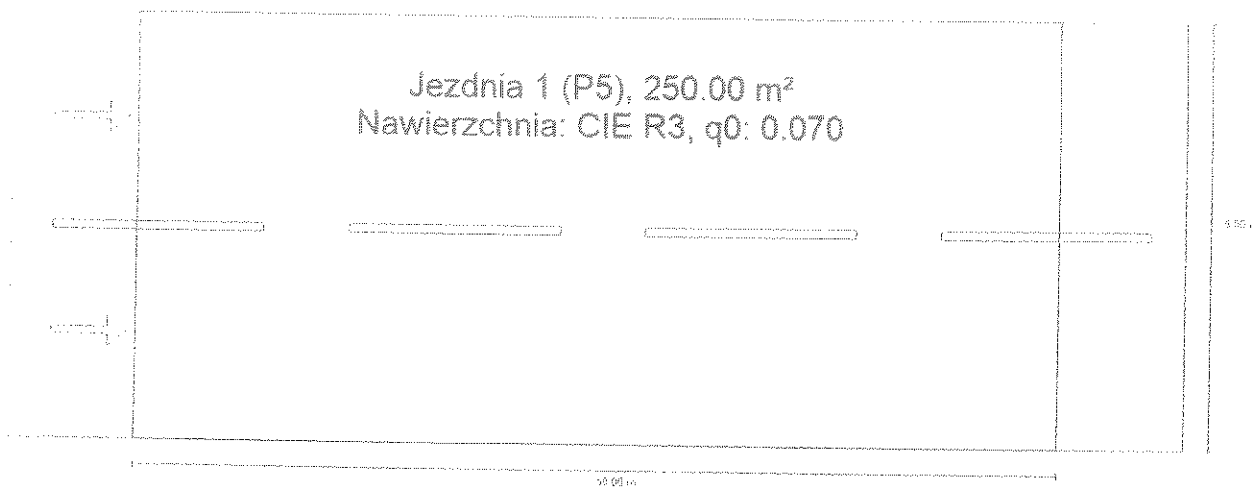 Jezdnia 1 (P5), 250.00 m²
Nawierzchnia: CIE R3, q0: 0.070